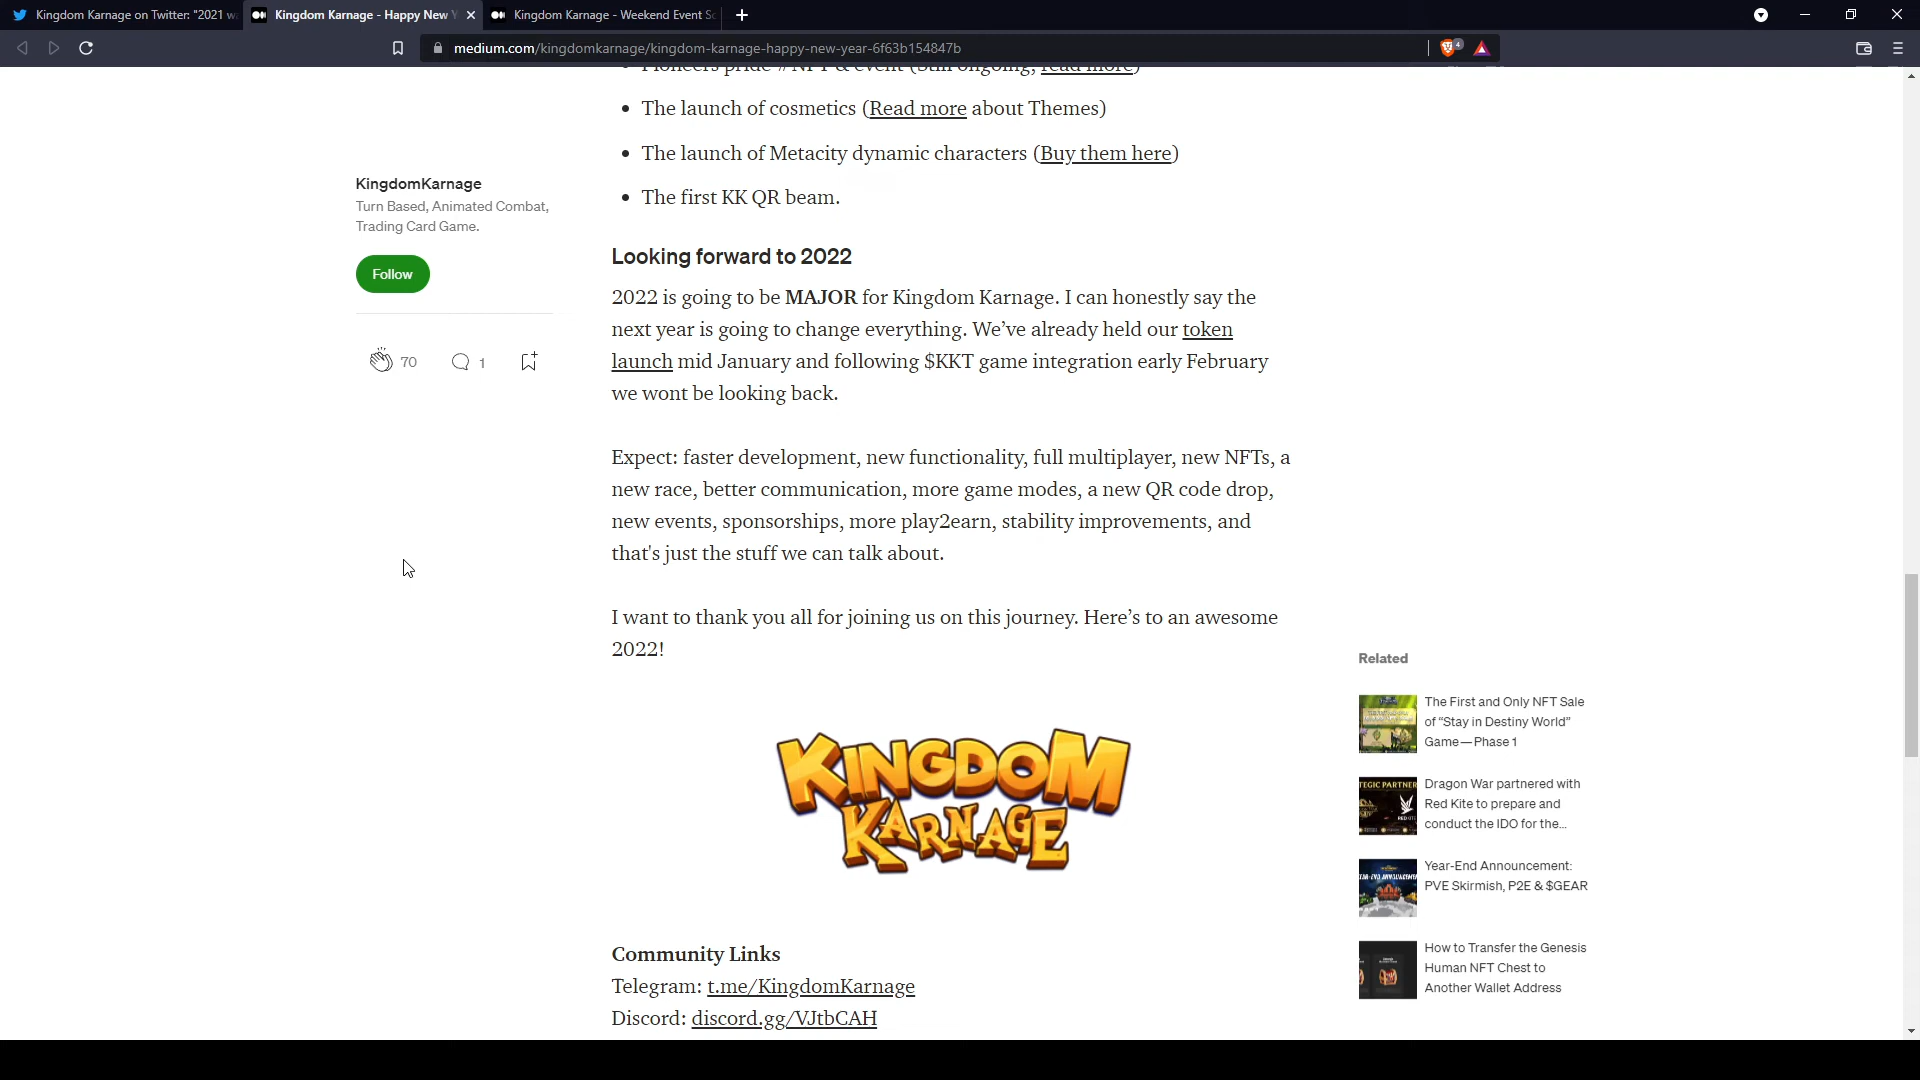 Kingdom Karnage on Twitter: "2021 w
Kingdom Karnage - Happy New Y
Kingdom Karnage - Weekend Event Sc
medium.com/kingdomkarnage/kingdom-karnage-happy-new-year-6f63b154847b
4
Pioneers pride #NFT & event (Still ongoing, read more)
The launch of cosmetics (Read more about Themes)
The launch of Metacity dynamic characters (Buy them here)
The first KK QR beam.
KingdomKarnage
Turn Based, Animated Combat,
Trading Card Game.
Follow
70
1
Looking forward to 2022
2022 is going to be MAJOR for Kingdom Karnage. I can honestly say the
next year is going to change everything. We’ve already held our token
launch mid January and following $KKT game integration early February
we wont be looking back.
Expect: faster development, new functionality, full multiplayer, new NFTs, a
new race, better communication, more game modes, a new QR code drop,
new events, sponsorships, more play2earn, stability improvements, and
that's just the stuff we can talk about.
I want to thank you all for joining us on this journey. Here’s to an awesome
2022!
KINGDOM
KARNAGE
Community Links
Telegram: t.me/KingdomKarnage
Discord: discord.gg/VJtbCAH
Related
The First and Only NFT Sale
of “Stay in Destiny World”
Game — Phase 1
Dragon War partnered with
Red Kite to prepare and
conduct the IDO for the...
Year-End Announcement:
PVE Skirmish, P2E & $GEAR
How to Transfer the Genesis
Human NFT Chest to
Another Wallet Address